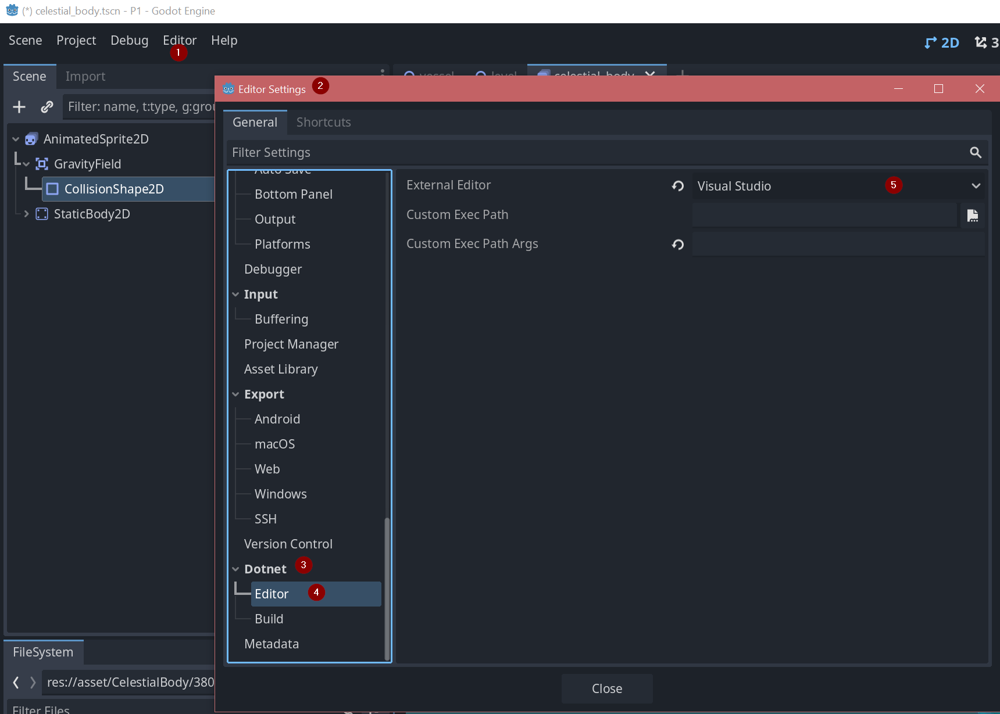 (*) celestial_body.tscn - P1 - Godot Engine
Scene Project Debug Editor Help
1
2D 3
Scene Import
vessel level celestial_body
Editor Settings 2
Filter: name, t:type, g:grou
General Shortcuts
Filter Settings
AnimatedSprite2D
GravityField
CollisionShape2D
StaticBody2D
Auto Save
Bottom Panel
Output
Platforms
Debugger
Input
Buffering
Project Manager
Asset Library
Export
Android
macOS
Web
Windows
SSH
Version Control
Dotnet 3
Editor 4
Build
Metadata
External Editor Visual Studio 5
Custom Exec Path
Custom Exec Path Args
Close
FileSystem
res://asset/CelestialBody/380
Filter Files